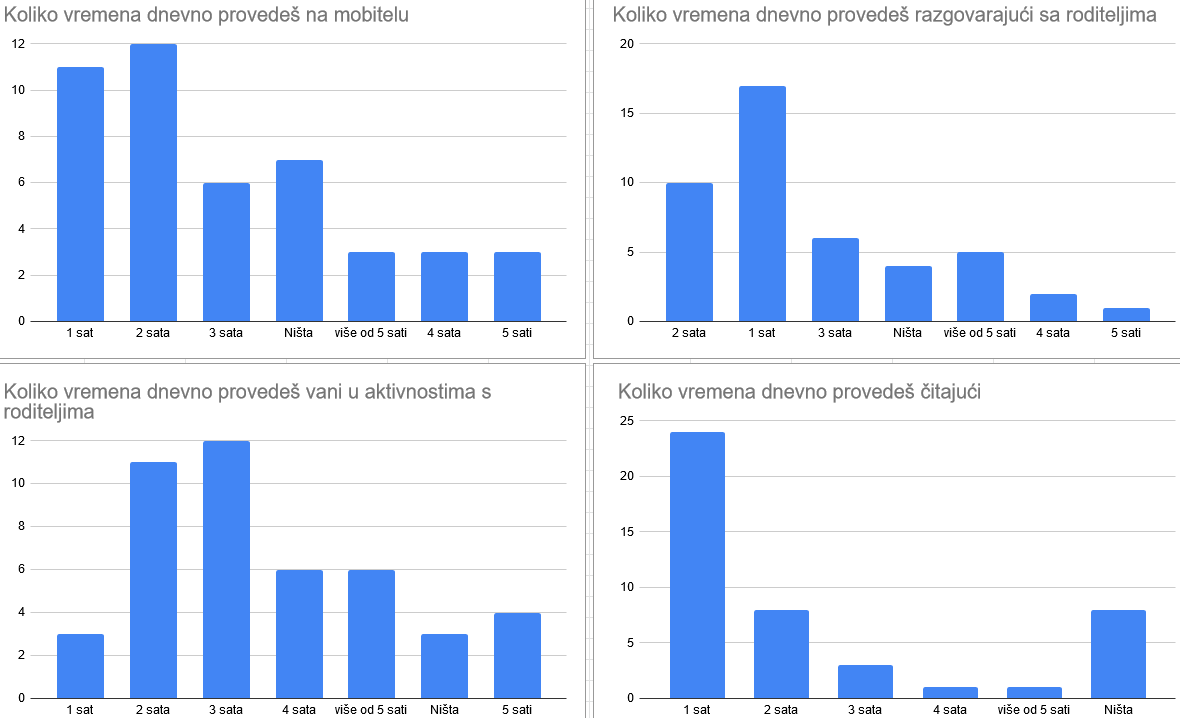 Koliko vremena dnevno provedeš na mobitelu
12
10
8
6
4
2
0
1 sat 2 sata 3 sata Ništa više od 5 sati 4 sata 5 sati
Koliko vremena dnevno provedeš razgovarajući sa roditeljima
20
15
10
5
0
2 sata 1 sat 3 sata Ništa više od 5 sati 4 sata 5 sati
Koliko vremena dnevno provedeš vani u aktivnostima s
roditeljima
12
10
8
6
4
2
0
1 sat 2 sata 3 sata 4 sata više od 5 sati Ništa 5 sati
Koliko vremena dnevno provedeš čitajući
25
20
15
10
5
0
1 sat 2 sata 3 sata 4 sata više od 5 sati Ništa